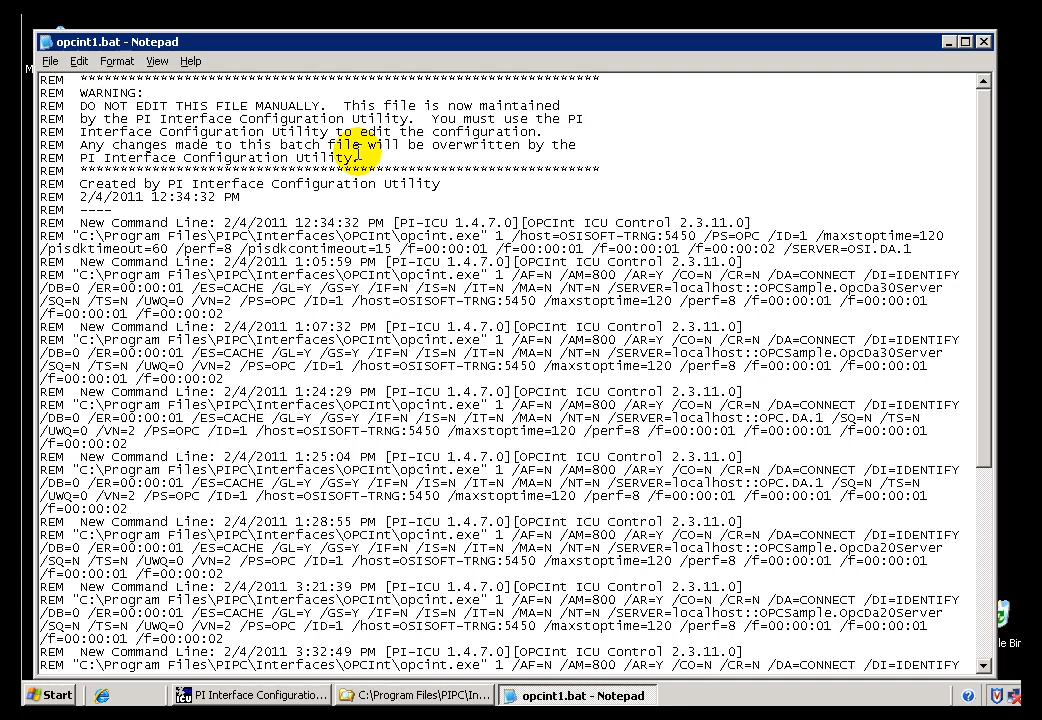 opcint1.bat - Notepad
File Edit Format View Help
REM ****************************************************************
REM WARNING:
REM DO NOT EDIT THIS FILE MANUALLY. This file is now maintained
REM by the PI Interface Configuration Utility. You must use the PI
REM Interface Configuration Utility to edit the configuration.
REM Any changes made to this batch file will be overwritten by the
REM PI Interface Configuration Utility.
REM ****************************************************************
REM Created by PI Interface Configuration Utility
REM 2/4/2011 12:34:32 PM
REM ----
REM New Command Line: 2/4/2011 12:34:32 PM [PI-ICU 1.4.7.0][OPCInt ICU Control 2.3.11.0]
REM "C:\Program Files\PIPC\Interfaces\OPCInt\opcint.exe" 1 /host=OSISOFT-TRNG:5450 /PS=OPC /ID=1 /maxstoptime=120
/pisdktimeout=60 /perf=8 /pisdkcontimeout=15 /f=00:00:01 /f=00:00:01 /f=00:00:01 /f=00:00:02 /SERVER=OSI.DA.1
REM New Command Line: 2/4/2011 1:05:59 PM [PI-ICU 1.4.7.0][OPCInt ICU Control 2.3.11.0]
REM "C:\Program Files\PIPC\Interfaces\OPCInt\opcint.exe" 1 /AF=N /AM=800 /AR=Y /CO=N /CR=N /DA=CONNECT /DI=IDENTIFY
/DB=0 /ER=00:00:01 /ES=CACHE /GL=Y /GS=Y /IF=N /IS=N /IT=N /MA=N /NT=N /SERVER=localhost::OPCSample.OpcDa30Server
/SQ=N /TS=N /UWQ=0 /VN=2 /PS=OPC /ID=1 /host=OSISOFT-TRNG:5450 /maxstoptime=120 /perf=8 /f=00:00:01 /f=00:00:01
/f=00:00:01 /f=00:00:02
REM New Command Line: 2/4/2011 1:07:32 PM [PI-ICU 1.4.7.0][OPCInt ICU Control 2.3.11.0]
REM "C:\Program Files\PIPC\Interfaces\OPCInt\opcint.exe" 1 /AF=N /AM=800 /AR=Y /CO=N /CR=N /DA=CONNECT /DI=IDENTIFY
/DB=0 /ER=00:00:01 /ES=CACHE /GL=Y /GS=Y /IF=N /IS=N /IT=N /MA=N /NT=N /SERVER=localhost::OPCSample.OpcDa30Server
/SQ=N /TS=N /UWQ=0 /VN=2 /PS=OPC /ID=1 /host=OSISOFT-TRNG:5450 /maxstoptime=120 /perf=8 /f=00:00:01 /f=00:00:01
/f=00:00:01 /f=00:00:02
REM New Command Line: 2/4/2011 1:24:29 PM [PI-ICU 1.4.7.0][OPCInt ICU Control 2.3.11.0]
REM "C:\Program Files\PIPC\Interfaces\OPCInt\opcint.exe" 1 /AF=N /AM=800 /AR=Y /CO=N /CR=N /DA=CONNECT /DI=IDENTIFY
/DB=0 /ER=00:00:01 /ES=CACHE /GL=Y /GS=Y /IF=N /IS=N /IT=N /MA=N /NT=N /SERVER=localhost::OPC.DA.1 /SQ=N /TS=N
/UWQ=0 /VN=2 /PS=OPC /ID=1 /host=OSISOFT-TRNG:5450 /maxstoptime=120 /perf=8 /f=00:00:01 /f=00:00:01 /f=00:00:01
/f=00:00:02
REM New Command Line: 2/4/2011 1:25:04 PM [PI-ICU 1.4.7.0][OPCInt ICU Control 2.3.11.0]
REM "C:\Program Files\PIPC\Interfaces\OPCInt\opcint.exe" 1 /AF=N /AM=800 /AR=Y /CO=N /CR=N /DA=CONNECT /DI=IDENTIFY
/DB=0 /ER=00:00:01 /ES=CACHE /GL=Y /GS=Y /IF=N /IS=N /IT=N /MA=N /NT=N /SERVER=localhost::OPC.DA.1 /SQ=N /TS=N
/UWQ=0 /VN=2 /PS=OPC /ID=1 /host=OSISOFT-TRNG:5450 /maxstoptime=120 /perf=8 /f=00:00:01 /f=00:00:01 /f=00:00:01
/f=00:00:02
REM New Command Line: 2/4/2011 1:28:55 PM [PI-ICU 1.4.7.0][OPCInt ICU Control 2.3.11.0]
REM "C:\Program Files\PIPC\Interfaces\OPCInt\opcint.exe" 1 /AF=N /AM=800 /AR=Y /CO=N /CR=N /DA=CONNECT /DI=IDENTIFY
/DB=0 /ER=00:00:01 /ES=CACHE /GL=Y /GS=Y /IF=N /IS=N /IT=N /MA=N /NT=N /SERVER=localhost::OPCSample.OpcDa20Server
/SQ=N /TS=N /UWQ=0 /VN=2 /PS=OPC /ID=1 /host=OSISOFT-TRNG:5450 /maxstoptime=120 /perf=8 /f=00:00:01 /f=00:00:01
/f=00:00:01 /f=00:00:02
REM New Command Line: 2/4/2011 3:21:39 PM [PI-ICU 1.4.7.0][OPCInt ICU Control 2.3.11.0]
REM "C:\Program Files\PIPC\Interfaces\OPCInt\opcint.exe" 1 /AF=N /AM=800 /AR=Y /CO=N /CR=N /DA=CONNECT /DI=IDENTIFY
/DB=0 /ER=00:00:01 /ES=CACHE /GL=Y /GS=Y /IF=N /IS=N /IT=N /MA=N /NT=N /SERVER=localhost::OPCSample.OpcDa20Server
/SQ=N /TS=N /UWQ=0 /VN=2 /PS=OPC /ID=1 /host=OSISOFT-TRNG:5450 /maxstoptime=120 /perf=8 /f=00:00:01 /f=00:00:01
/f=00:00:01 /f=00:00:02
REM New Command Line: 2/4/2011 3:32:49 PM [PI-ICU 1.4.7.0][OPCInt ICU Control 2.3.11.0]
REM "C:\Program Files\PIPC\Interfaces\OPCInt\opcint.exe" 1 /AF=N /AM=800 /AR=Y /CO=N /CR=N /DA=CONNECT /DI=IDENTIFY
M
le Bin
Start ICU PI Interface Configuratio... C:\Program Files\PIPC\In... opcint1.bat - Notepad